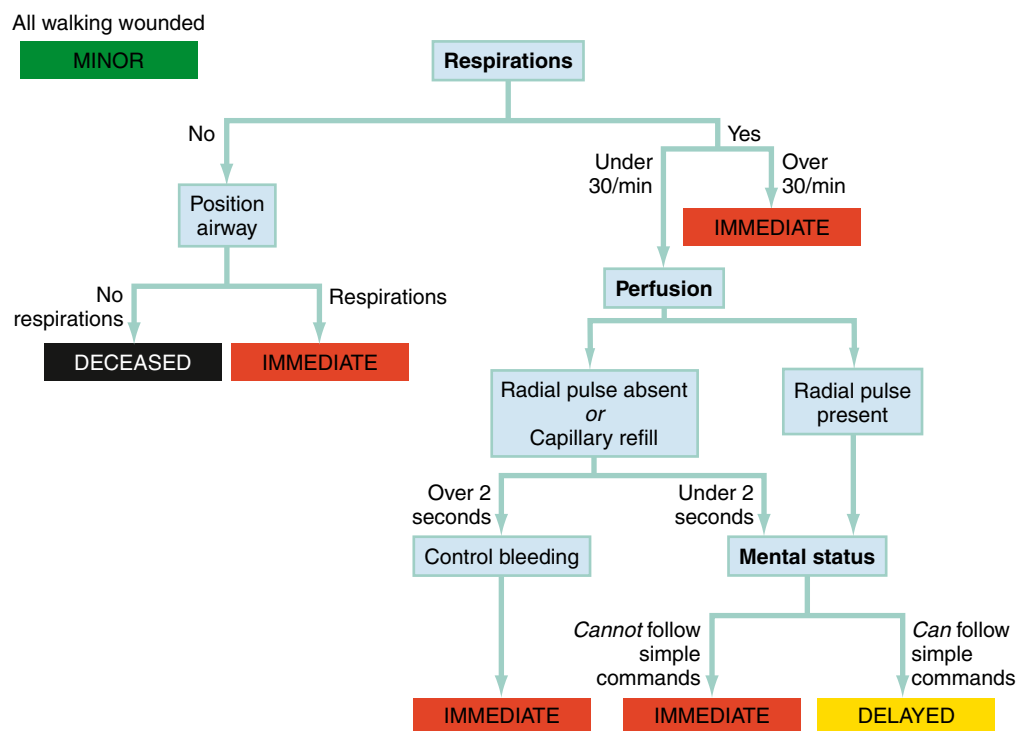 All walking wounded
MINOR
Respirations
No
Yes
Under
30/min
Over
30/min
Position
airway
IMMEDIATE
No
respirations
Respirations
Perfusion
DECEASED
IMMEDIATE
Radial pulse absent
or
Capillary refill
Radial pulse
present
Over 2
seconds
Under 2
seconds
Control bleeding
Mental status
Cannot follow
simple
commands
Can follow
simple
commands
IMMEDIATE
IMMEDIATE
DELAYED